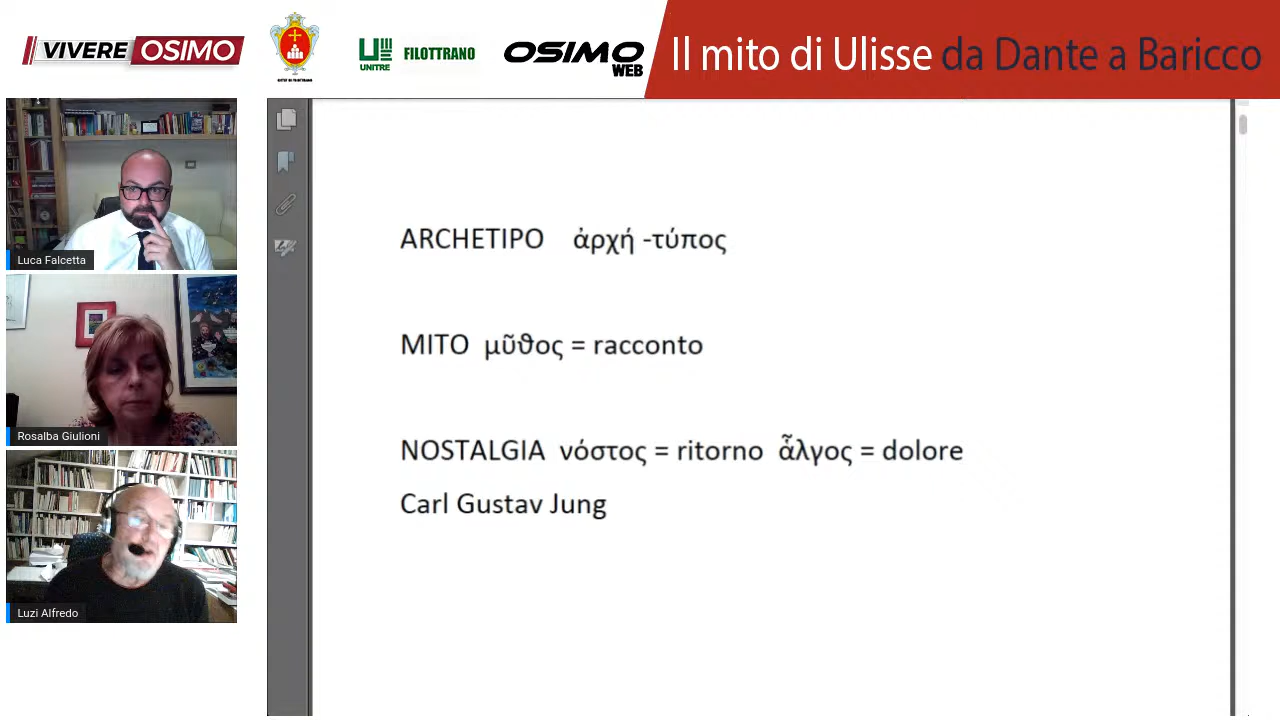 VIVERE OSIMO
UNITRE
FILOTTRANO
OSIMO
WEB
Il mito di Ulisse da Dante a Baricco
Luca Falcetta
Rosalba Giulioni
Luzi Alfredo
ARCHETIPO ἀρχή -τύπος
MITO μῦθος = racconto
NOSTALGIA νόστος = ritorno ἆλγος = dolore
Carl Gustav Jung